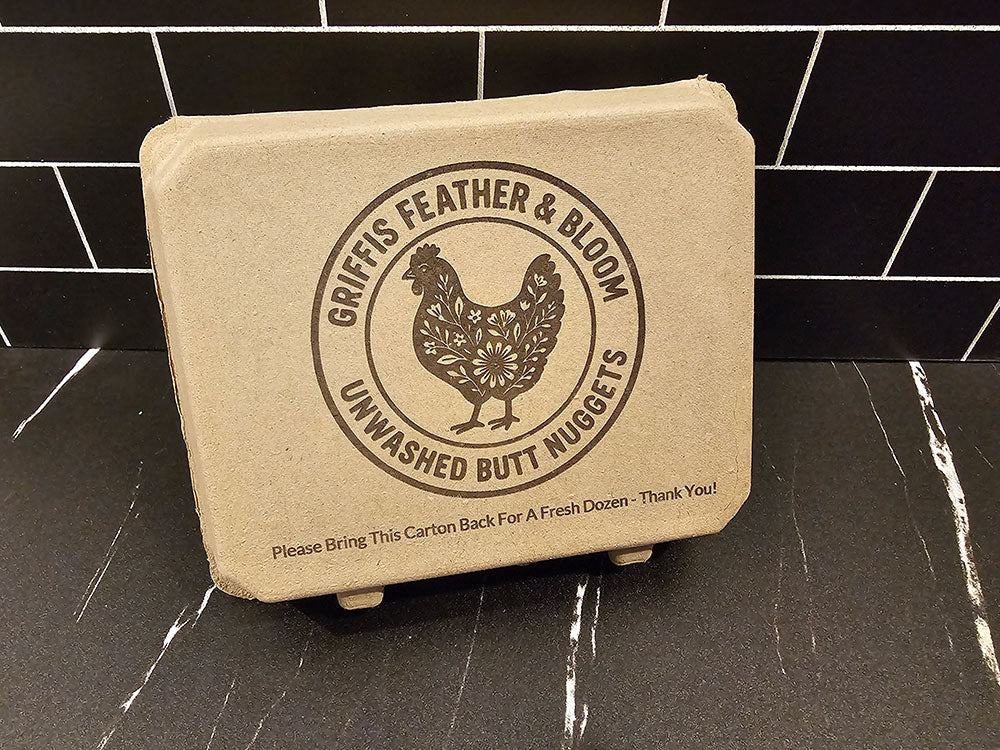 GRIFFIS FEATHER & BLOOM
UNWASHED BUTT NUGGETS
Please Bring This Carton Back For A Fresh Dozen - Thank You!